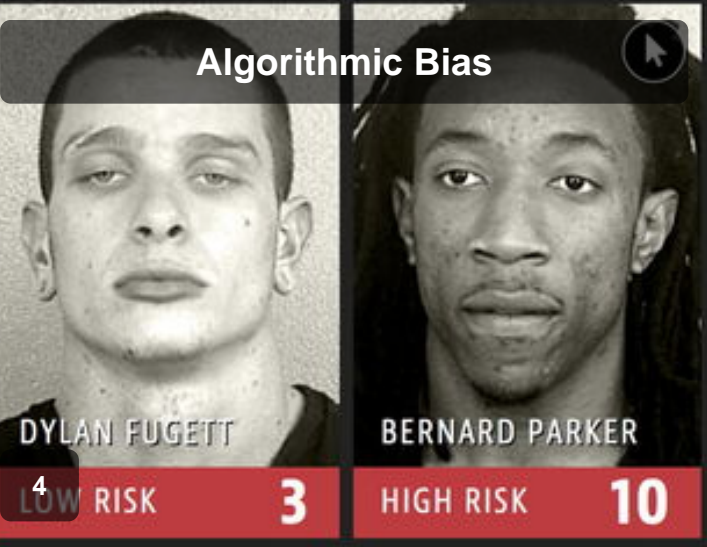 Algorithmic Bias
DYLAN FUGETT
BERNARD PARKER
4
LOW RISK 3
HIGH RISK 10